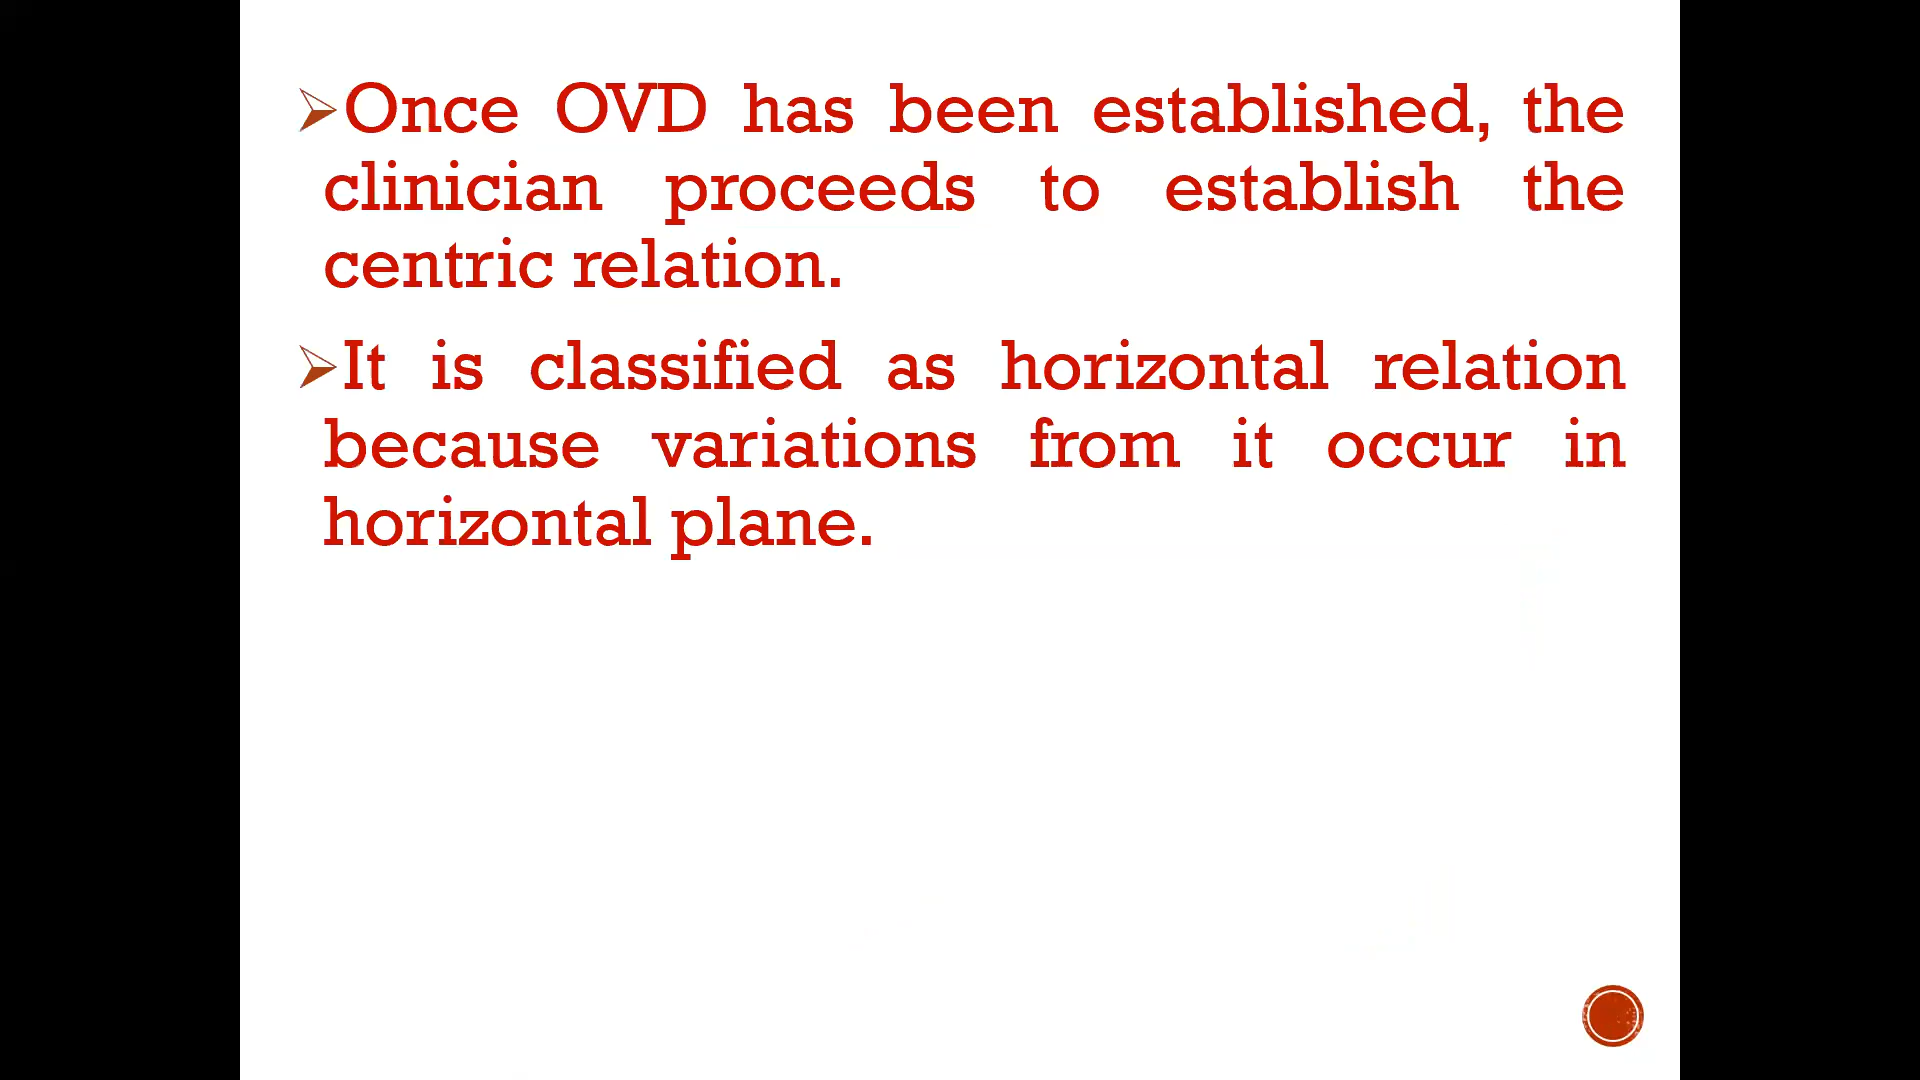 Once OVD has been established, the
clinician proceeds to establish the
centric relation.
It is classified as horizontal relation
because variations from it occur in
horizontal plane.